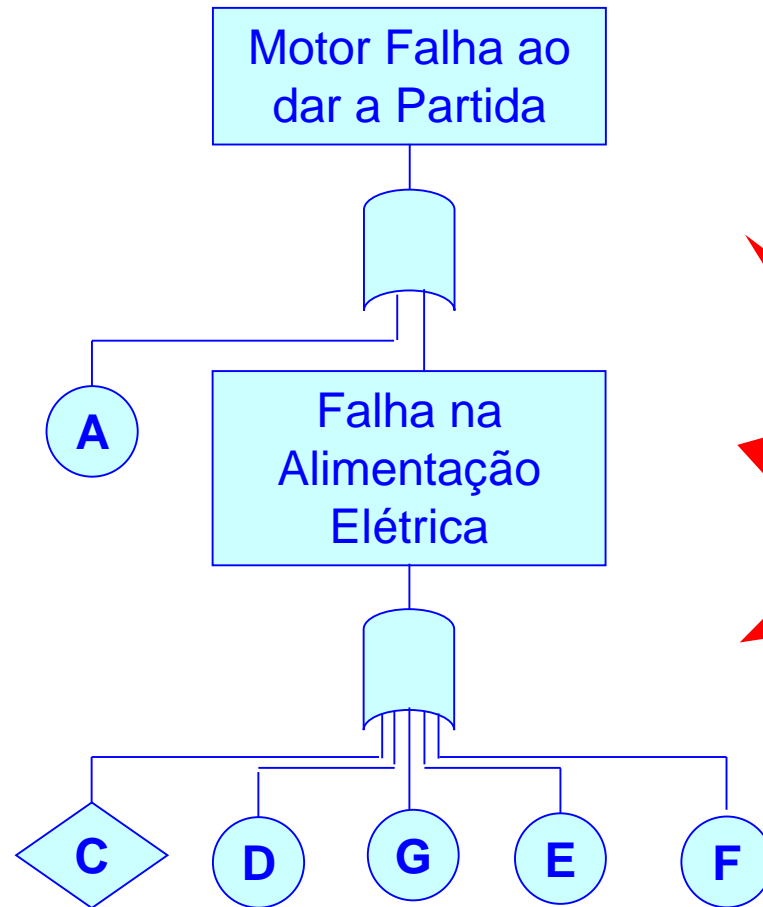 Motor Falha ao
dar a Partida
A
Falha na
Alimentação
Elétrica
C
D
G
E
F